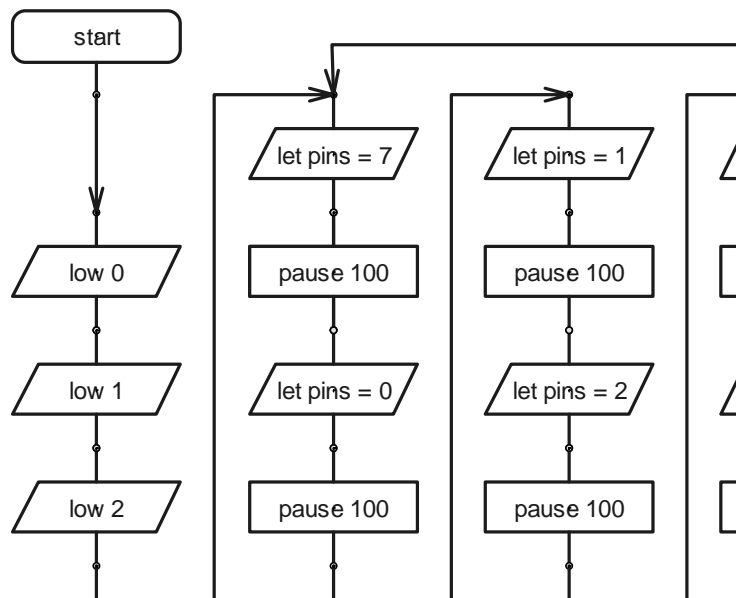 start
low 0
low 1
low 2
let pins = 7
pause 100
let pins = 0
pause 100
let pins = 1
pause 100
let pins = 2
pause 100